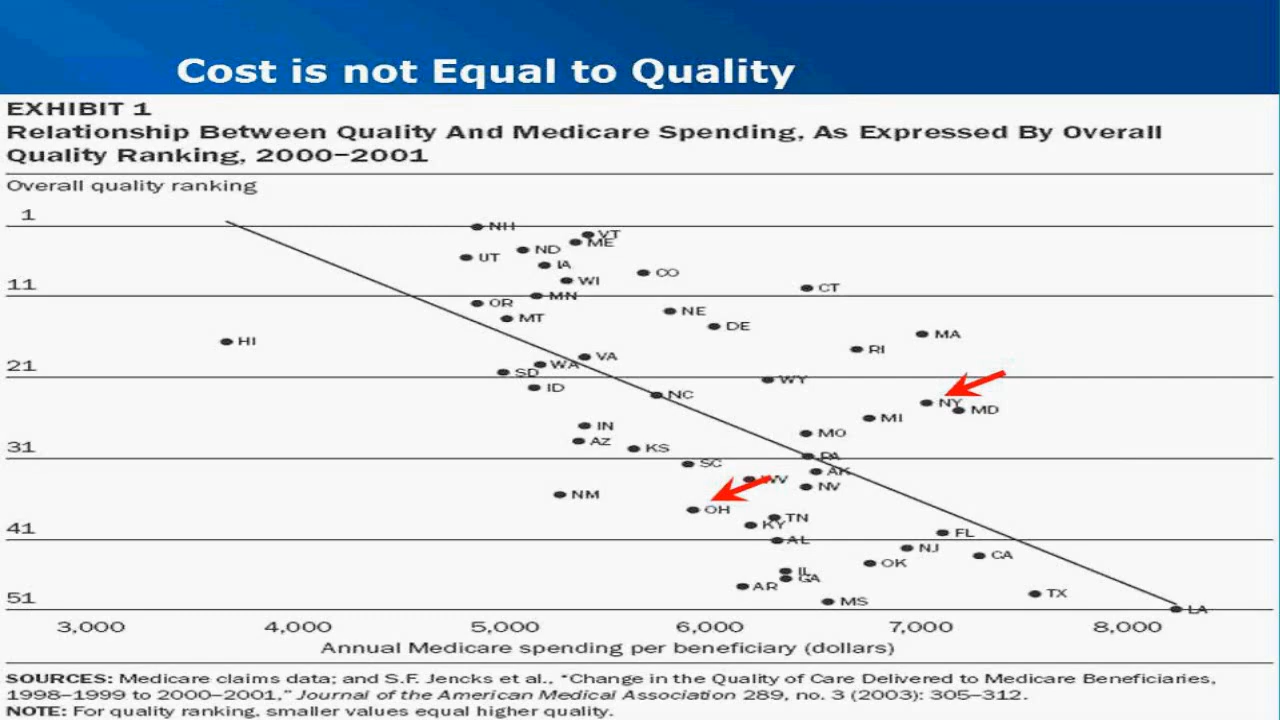 Cost is not Equal to Quality
EXHIBIT 1
Relationship Between Quality And Medicare Spending, As Expressed By Overall
Quality Ranking, 2000–2001
Overall quality ranking
1
NH
VT
ME
ND
UT
IA
CO
WI
CT
11
MN
OR
NE
MT
DE
MA
HI
RI
VA
WA
21
SD
WY
ID
NC
NY
MD
MI
IN
MO
AZ
KS
31
PA
SC
AK
WV
NV
NM
OH
TN
KY
FL
41
AL
NJ
CA
OK
IL
GA
AR
TX
MS
51
LA
3,000 4,000 5,000 6,000 7,000 8,000
Annual Medicare spending per beneficiary (dollars)
SOURCES: Medicare claims data; and S.F. Jencks et al., "Change in the Quality of Care Delivered to Medicare Beneficiaries,
1998–1999 to 2000–2001," Journal of the American Medical Association 289, no. 3 (2003): 305–312.
NOTE: For quality ranking, smaller values equal higher quality.